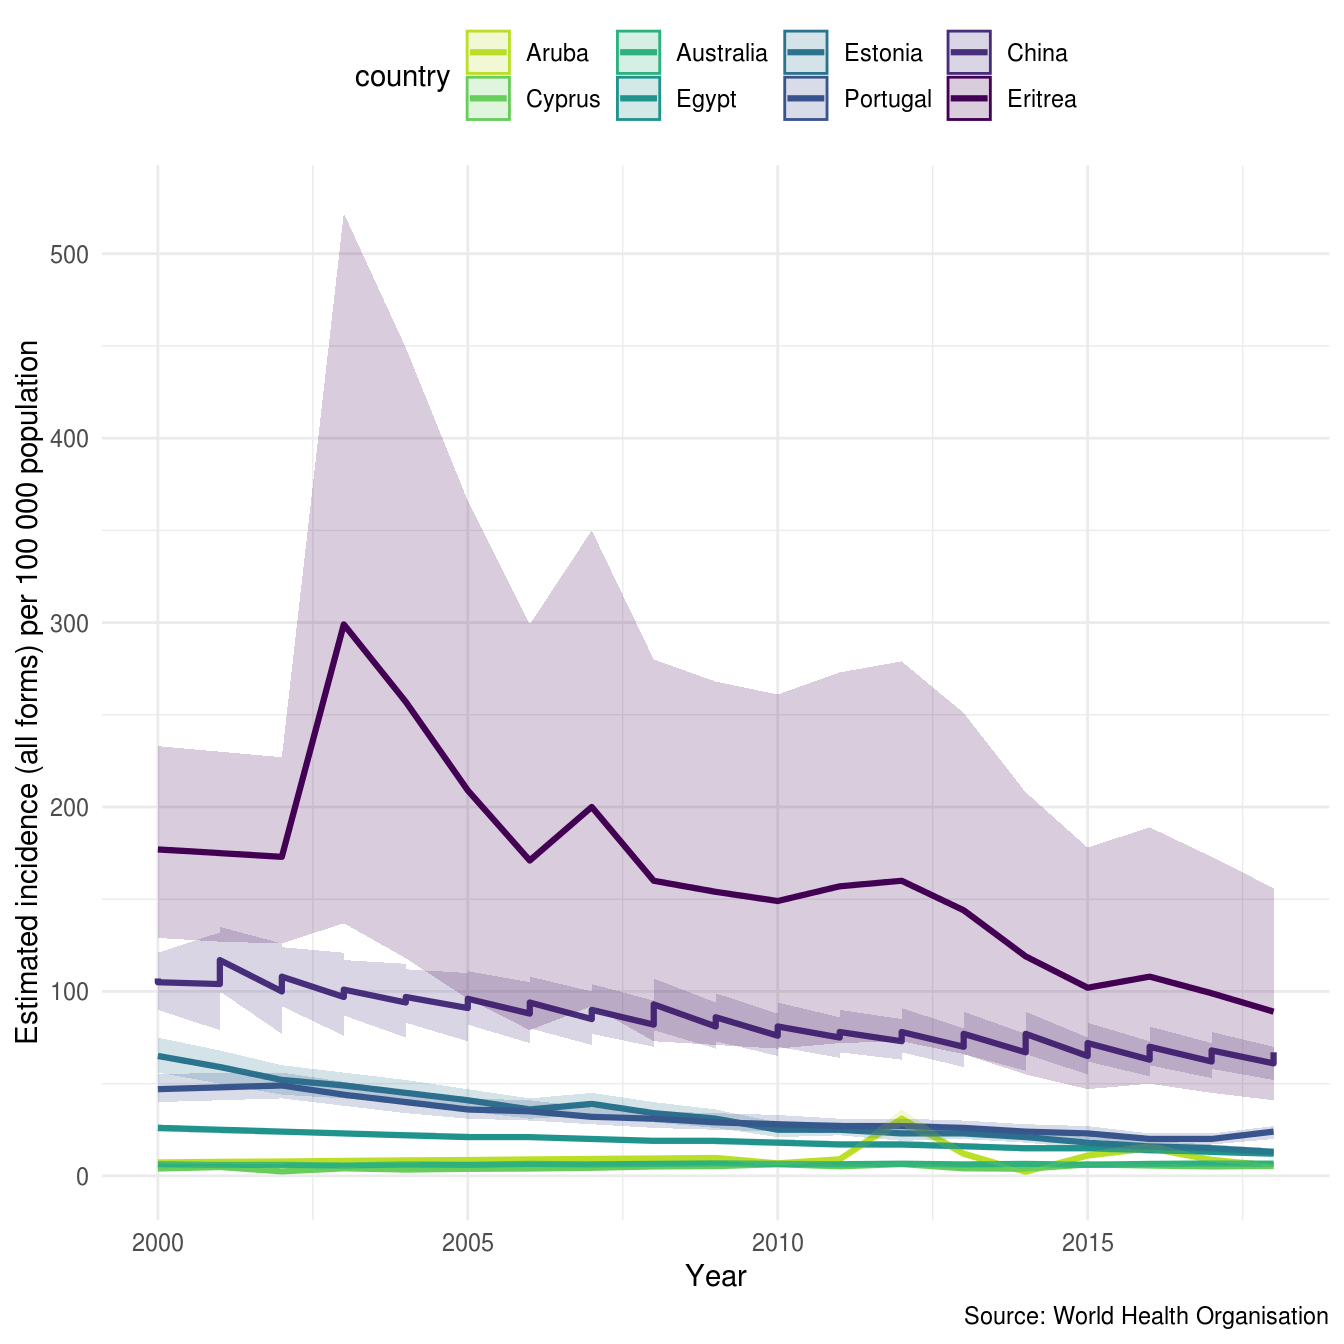 country
Aruba Australia Estonia China
Cyprus Egypt Portugal Eritrea
Estimated incidence (all forms) per 100 000 population
500
400
300
200
100
0
2000 2005 2010 2015
Year
Source: World Health Organisation